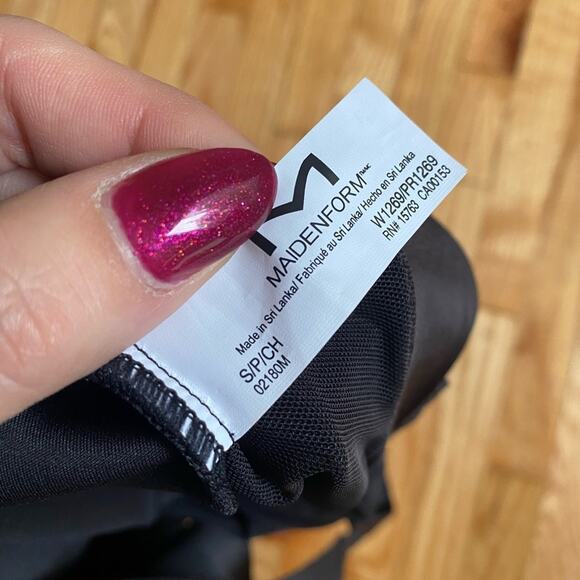 M
MAIDENFORM
Made in Sri Lanka/ Fabriqué au Sri Lanka/ Hecho en Sri Lanka
S/P/CH
W1269/PR1269
02180M
RN# 15763 CA00153